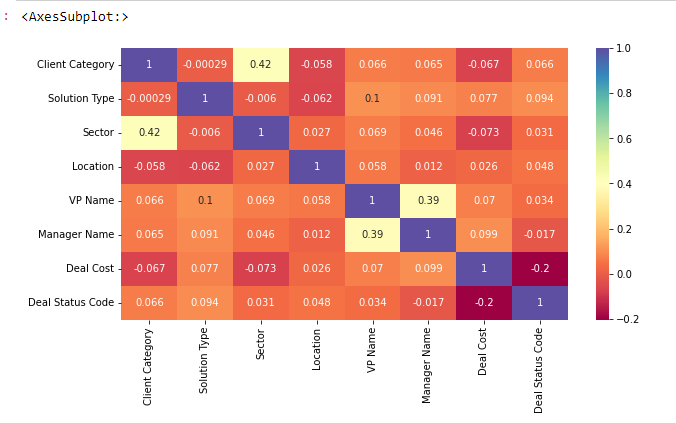 : <AxesSubplot:>
Client Category 1 -0.00029 0.42 -0.058 0.066 0.065 -0.067 0.066
Solution Type -0.00029 1 -0.006 -0.062 0.1 0.091 0.077 0.094
Sector 0.42 -0.006 1 0.027 0.069 0.046 -0.073 0.031
Location -0.058 -0.062 0.027 1 0.058 0.012 0.026 0.048
VP Name 0.066 0.1 0.069 0.058 1 0.39 0.07 0.034
Manager Name 0.065 0.091 0.046 0.012 0.39 1 0.099 -0.017
Deal Cost -0.067 0.077 -0.073 0.026 0.07 0.099 1 -0.2
Deal Status Code 0.066 0.094 0.031 0.048 0.034 -0.017 -0.2 1
Client Category
Solution Type
Sector
Location
VP Name
Manager Name
Deal Cost
Deal Status Code
1.0
0.8
0.6
0.4
0.2
0.0
−0.2